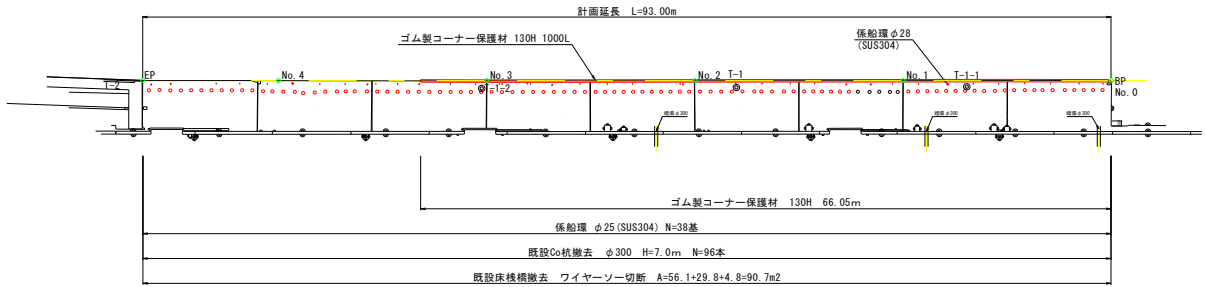 計画延長 L=93.00m
ゴム製コーナー保護材 130H 1000L
係船環φ28
(SUS304)
EP
No.4
No.3
No.2
T-1
No.1
T-1-1
BP
T-2
-1-2
No.0
ゴム製コーナー保護材 130H 66.05m
係船環 φ25(SUS304) N=38基
既設Co杭撤去 φ300 H=7.0m N=96本
既設床桟橋撤去 ワイヤーソー切断 A=56.1+29.8+4.8=90.7m2